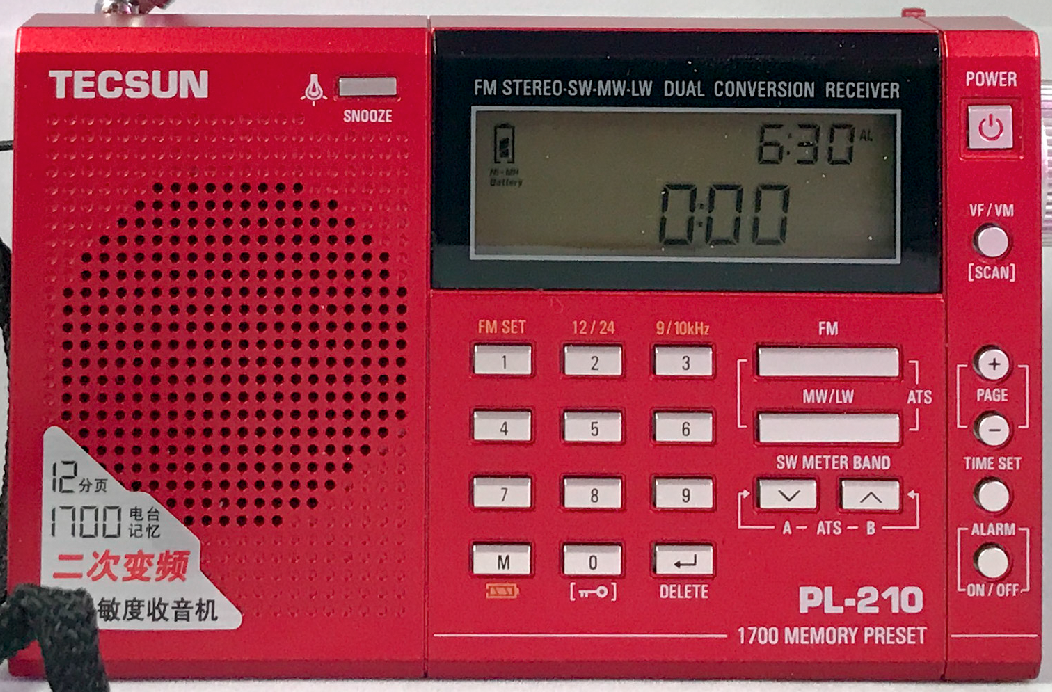 TECSUN
SNOOZE
FM STEREO·SW·MW·LW DUAL CONVERSION RECEIVER
6:30 AL
Ni-MH
Battery
0:00
POWER
VF/VM
[SCAN]
FM SET 12/24 9/10kHz FM
1 2 3
MW/LW ATS
+
PAGE
-
4 5 6
SW METER BAND
TIME SET
7 8 9
A - ATS - B
ALARM
ON/OFF
M 0
DELETE
PL-210
1700 MEMORY PRESET
12分页
1700电台
记忆
二次变频
敏度收音机